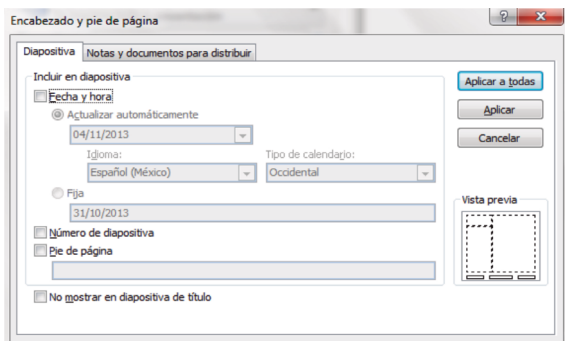 Encabezado y pie de página
Diapositiva Notas y documentos para distribuir
Incluir en diapositiva
Fecha y hora
Actualizar automáticamente
04/11/2013
Idioma: Tipo de calendario:
Español (México) Occidental
Fija
31/10/2013
Número de diapositiva
Pie de página
No mostrar en diapositiva de título
Aplicar a todas
Aplicar
Cancelar
Vista previa